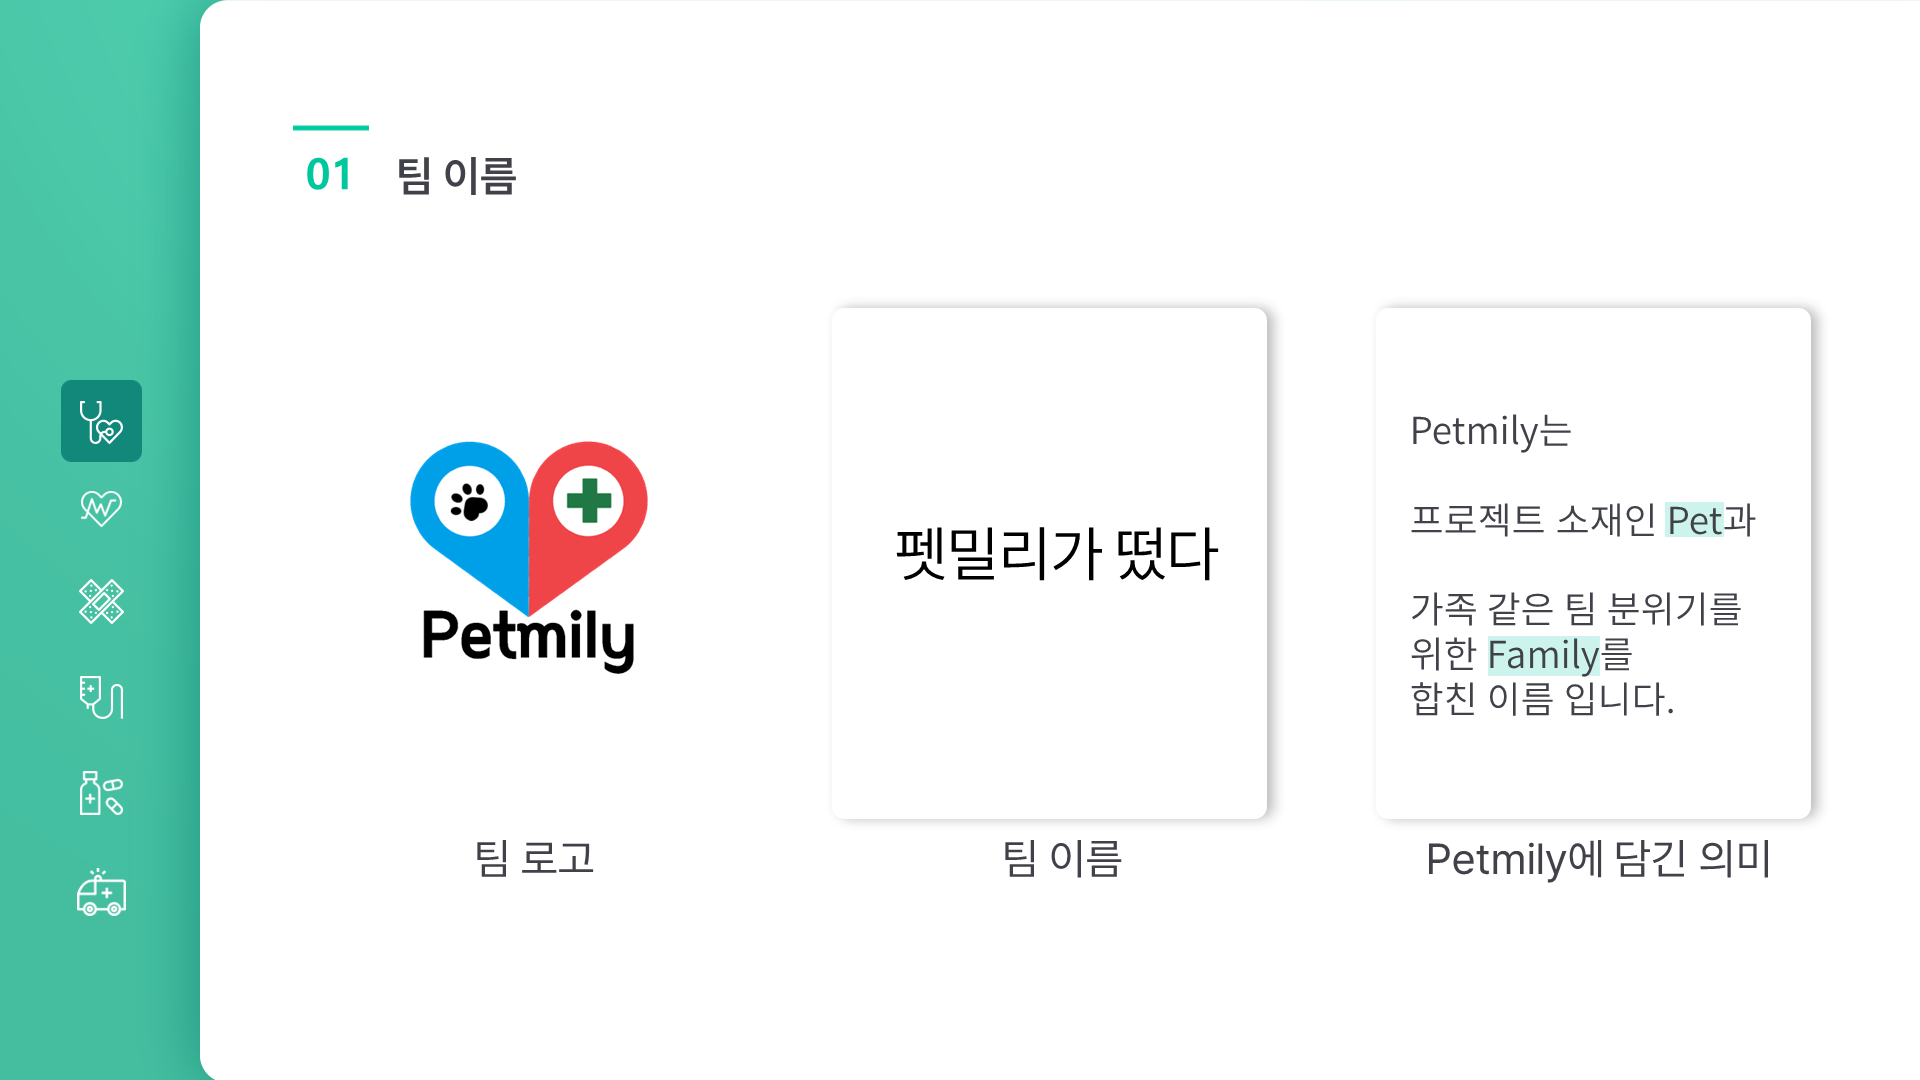 01 팀 이름
Petmily
팀 로고
펫밀리가 떴다
팀 이름
Petmily는
프로젝트 소재인 Pet과
가족 같은 팀 분위기를
위한 Family를
합친 이름 입니다.
Petmily에 담긴 의미